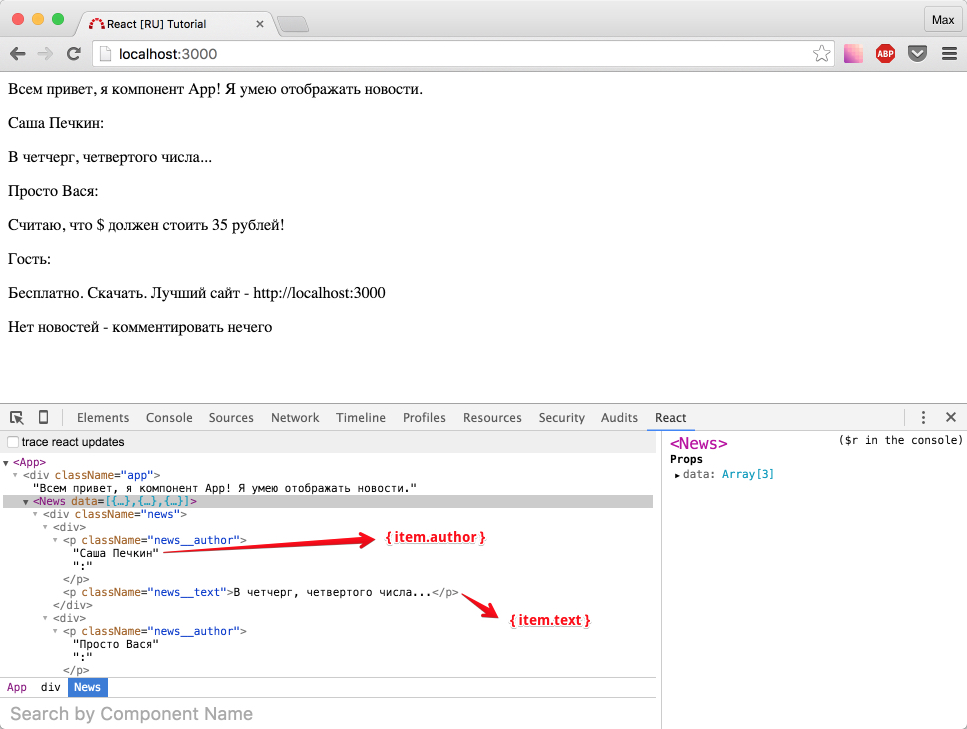 React [RU] Tutorial
Max
localhost:3000
ABP
Всем привет, я компонент App! Я умею отображать новости.
Саша Печкин:
В четчерг, четвертого числа...
Просто Вася:
Считаю, что $ должен стоить 35 рублей!
Гость:
Бесплатно. Скачать. Лучший сайт - http://localhost:3000
Нет новостей - комментировать нечего
Elements Console Sources Network Timeline Profiles Resources Security Audits React
trace react updates
<App>
<div className="app">
"Всем привет, я компонент App! Я умею отображать новости."
<News data=[{…},{…},{…}]>
<div className="news">
<div>
<p className="news__author">
"Саша Печкин"
":"
</p>
<p className="news__text">В четчерг, четвертого числа...</p>
</div>
<div>
<p className="news__author">
"Просто Вася"
":"
</p>
{ item.author }
{ item.text }
App div News
Search by Component Name
<News>
($r in the console)
Props
data: Array[3]